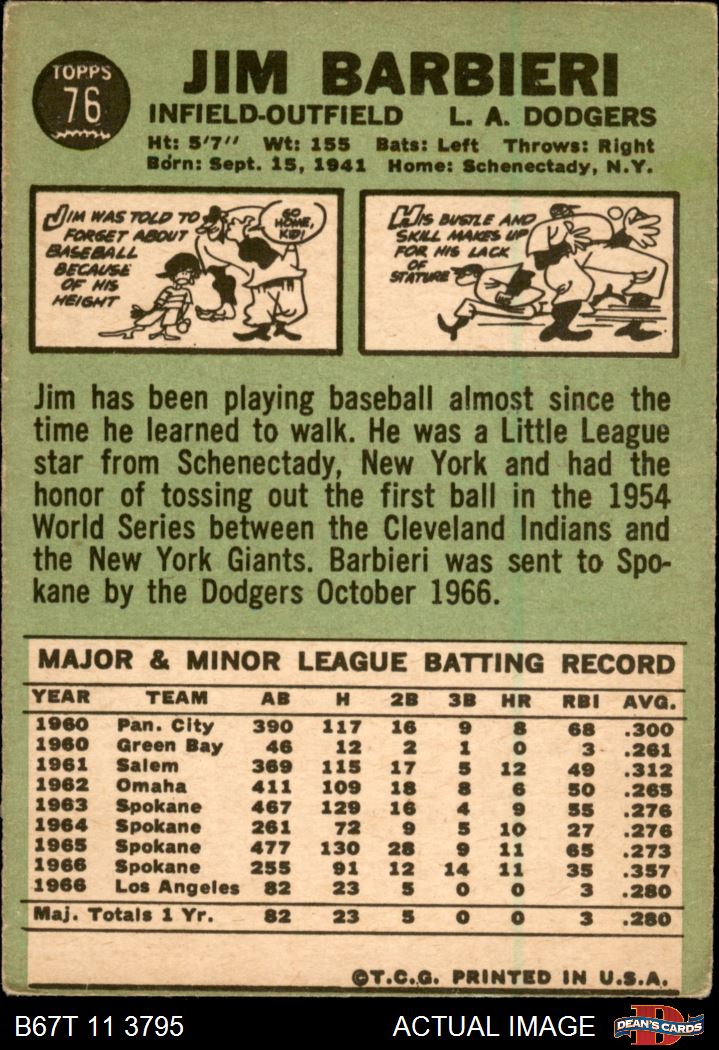 TOPPS
76
JIM BARBIERI
INFIELD-OUTFIELD L. A. DODGERS
Ht: 5'7" Wt: 155 Bats: Left Throws: Right
Born: Sept. 15, 1941 Home: Schenectady, N.Y.
JIM WAS TOLD TO
FORGET ABOUT
BASEBALL
BECAUSE
OF HIS
HEIGHT
GO
HOME,
KID!
HIS BUSTLE AND
SKILL MAKES UP
FOR HIS LACK
OF
STATURE
Jim has been playing baseball almost since the
time he learned to walk. He was a Little League
star from Schenectady, New York and had the
honor of tossing out the first ball in the 1954
World Series between the Cleveland Indians and
the New York Giants. Barbieri was sent to Spo-
kane by the Dodgers October 1966.
MAJOR & MINOR LEAGUE BATTING RECORD
YEAR TEAM AB H 2B 3B HR RBI AVG.
1960 Pan. City 390 117 16 9 8 68 .300
1960 Green Bay 46 12 2 1 0 3 .261
1961 Salem 369 115 17 5 12 49 .312
1962 Omaha 411 109 18 8 6 50 .265
1963 Spokane 467 129 16 4 9 55 .276
1964 Spokane 261 72 9 5 10 27 .276
1965 Spokane 477 130 28 9 11 65 .273
1966 Spokane 255 91 12 14 11 35 .357
1966 Los Angeles 82 23 5 0 0 3 .280
Maj. Totals 1 Yr. 82 23 5 0 0 3 .280
©T.C.G. PRINTED IN U.S.A.
B67T 11 3795 ACTUAL IMAGE
D
DEAN'S CARDS